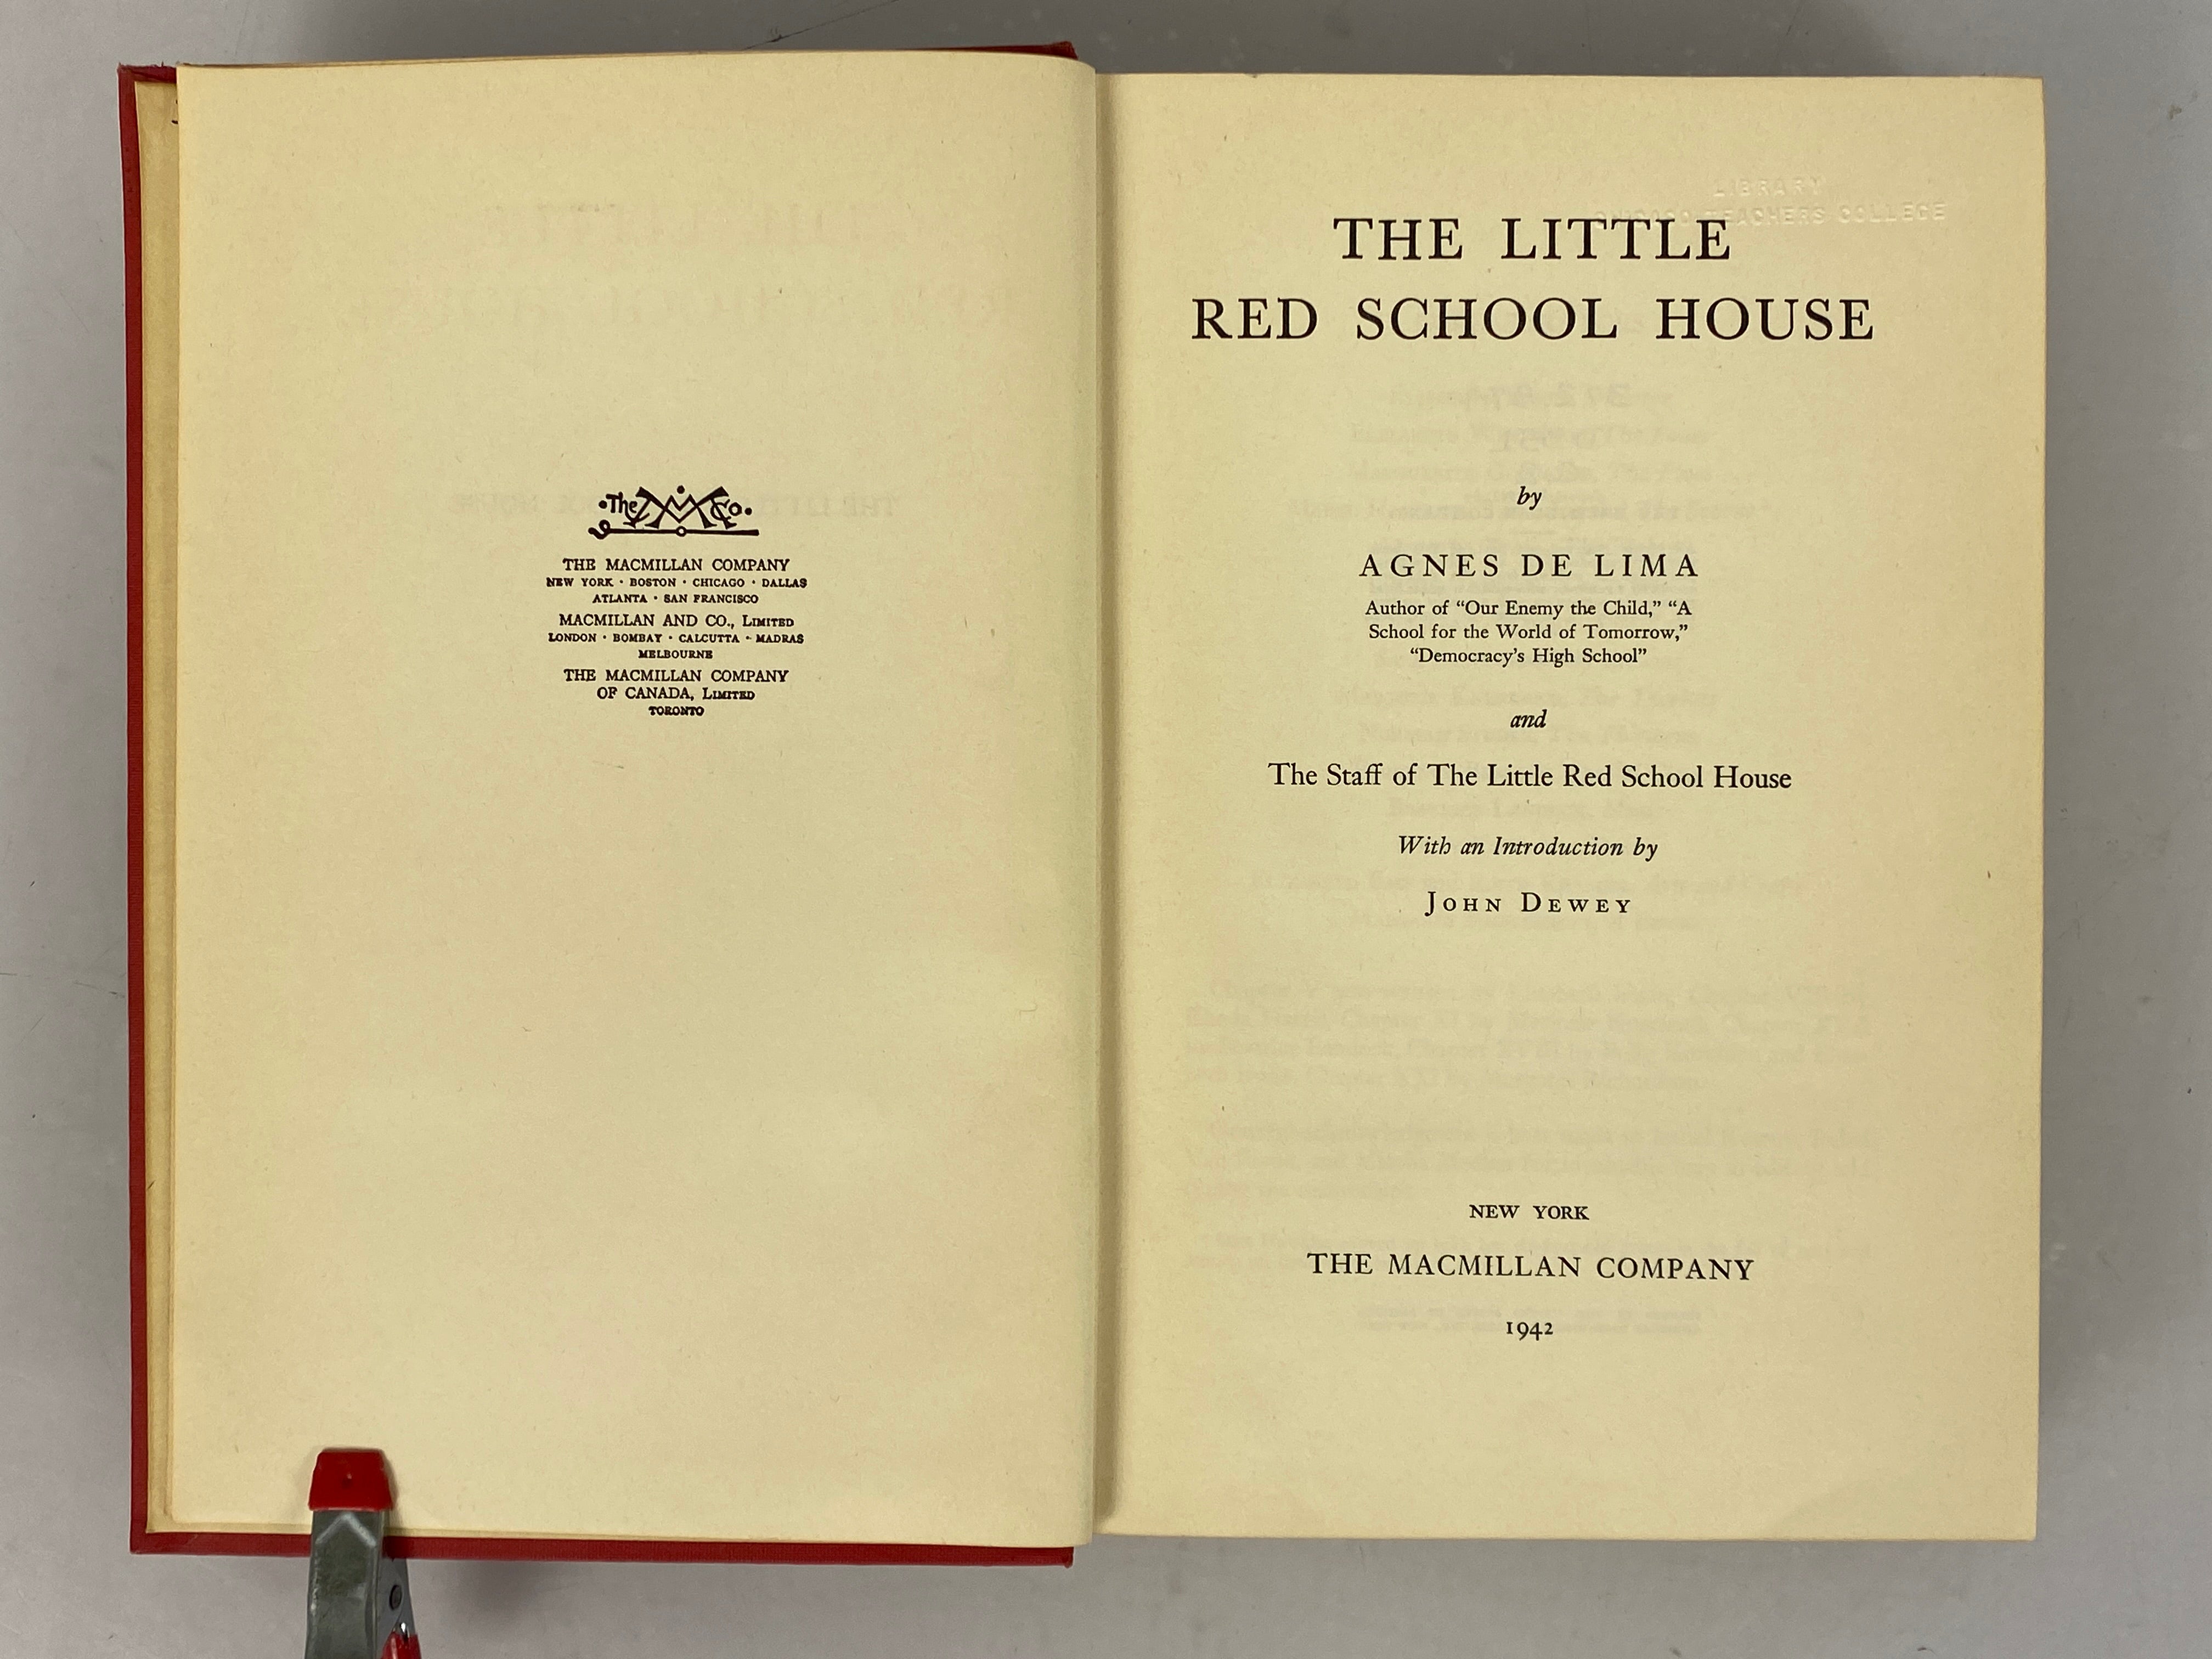 The M Co.
THE MACMILLAN COMPANY
NEW YORK · BOSTON · CHICAGO · DALLAS
ATLANTA · SAN FRANCISCO
MACMILLAN AND CO., LIMITED
LONDON · BOMBAY · CALCUTTA · MADRAS
MELBOURNE
THE MACMILLAN COMPANY
OF CANADA, LIMITED
TORONTO
LIBRARY
TEACHERS COLLEGE
THE LITTLE
RED SCHOOL HOUSE
by
AGNES DE LIMA
Author of “Our Enemy the Child,” “A
School for the World of Tomorrow,”
“Democracy's High School”
and
The Staff of The Little Red School House
With an Introduction by
JOHN DEWEY
NEW YORK
THE MACMILLAN COMPANY
1942